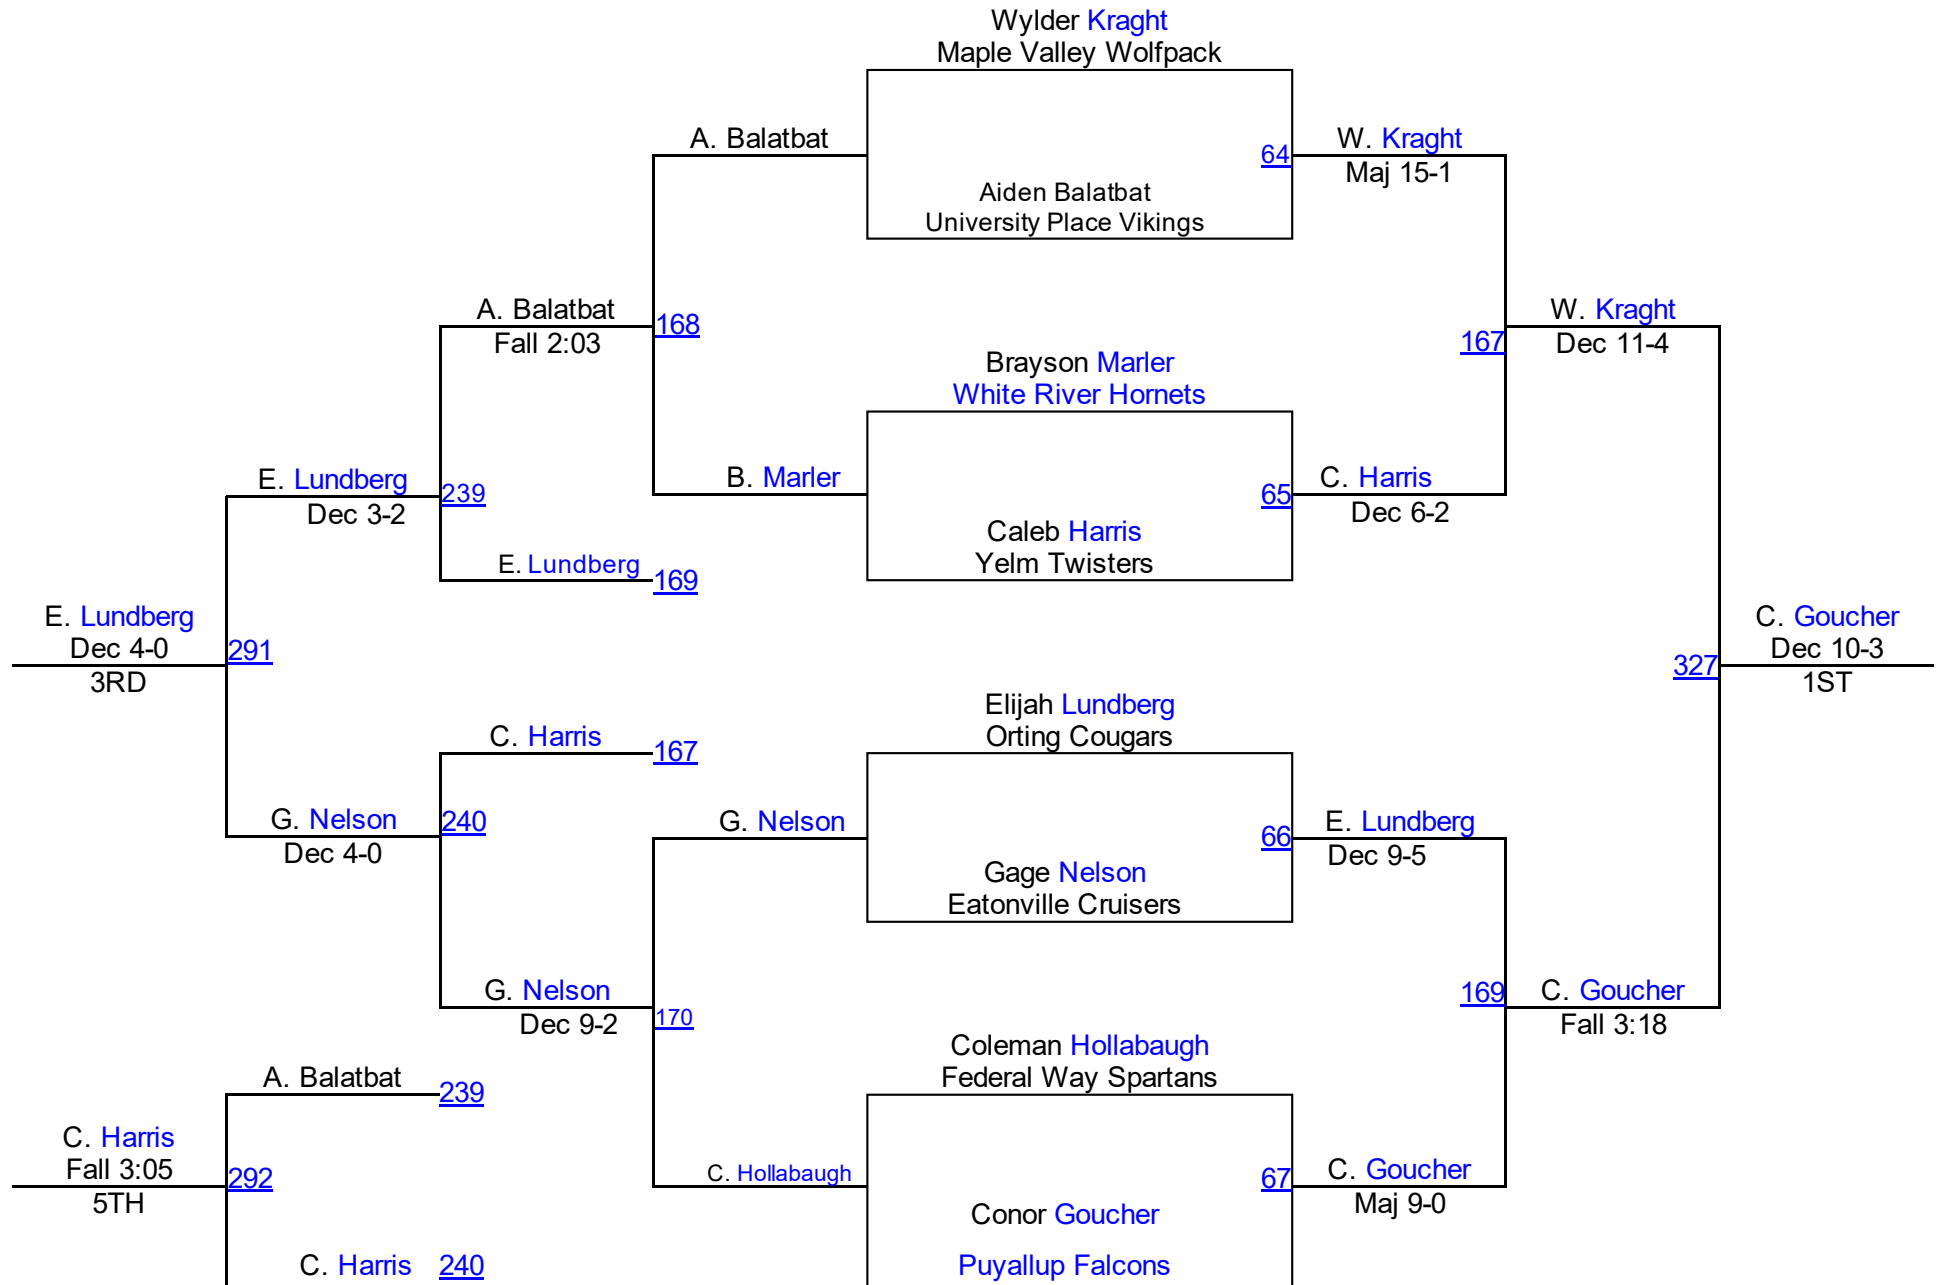 Wylder Kraght
Maple Valley Wolfpack
A. Balatbat
64
W. Kraght
Maj 15-1
Aiden Balatbat
University Place Vikings
A. Balatbat
Fall 2:03
168
W. Kraght
Dec 11-4
167
Brayson Marler
White River Hornets
E. Lundberg
Dec 3-2
239
B. Marler
65
C. Harris
Dec 6-2
Caleb Harris
Yelm Twisters
E. Lundberg
169
E. Lundberg
Dec 4-0
3RD
291
C. Goucher
Dec 10-3
1ST
327
Elijah Lundberg
Orting Cougars
C. Harris
167
G. Nelson
Dec 4-0
240
G. Nelson
66
E. Lundberg
Dec 9-5
Gage Nelson
Eatonville Cruisers
G. Nelson
Dec 9-2
170
169
C. Goucher
Fall 3:18
Coleman Hollabaugh
Federal Way Spartans
A. Balatbat
239
C. Harris
Fall 3:05
5TH
292
C. Hollabaugh
67
C. Goucher
Maj 9-0
Conor Goucher
Puyallup Falcons
C. Harris
240